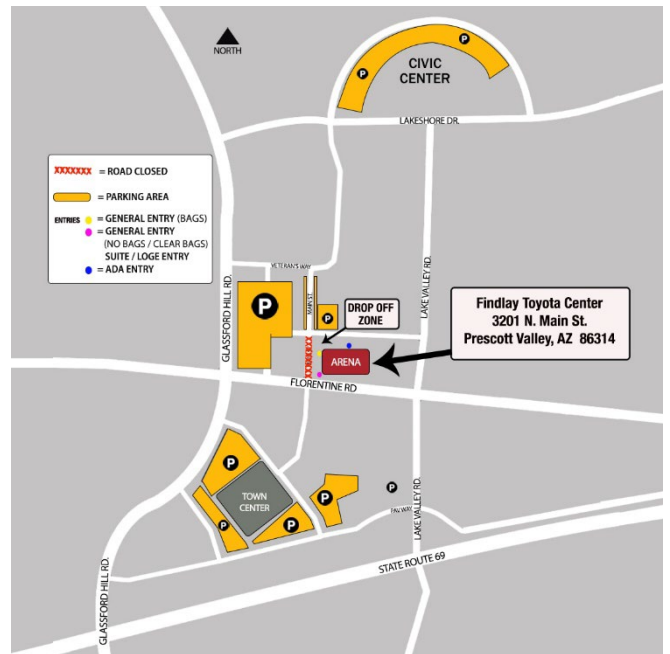 NORTH
P
P
CIVIC
CENTER
LAKESHORE DR.
XXXXXXX = ROAD CLOSED
= PARKING AREA
ENTRIES = GENERAL ENTRY (BAGS)
= GENERAL ENTRY
(NO BAGS / CLEAR BAGS)
SUITE / LOGE ENTRY
= ADA ENTRY
GLASSFORD HILL RD.
VETERAN'S WAY
MAIN ST.
LAKE VALLEY RD.
P
P
DROP OFF
ZONE
Findlay Toyota Center
3201 N. Main St.
Prescott Valley, AZ 86314
XXXXXXX
ARENA
FLORENTINE RD
P
TOWN
CENTER
P
P
P
P
PAV WAY
LAKE VALLEY RD.
STATE ROUTE 69
GLASSFORD HILL RD.